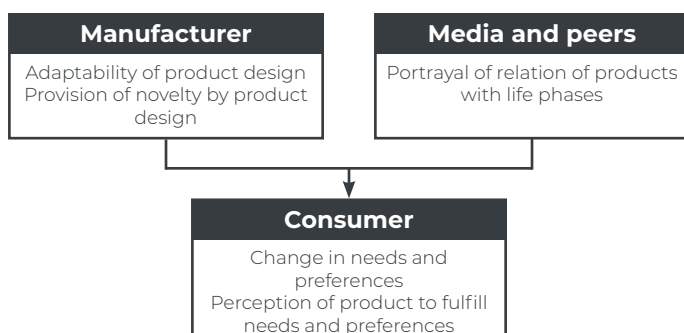 Manufacturer
Adaptability of product design
Provision of novelty by product
design
Media and peers
Portrayal of relation of products
with life phases
Consumer
Change in needs and
preferences
Perception of product to fulfill
needs and preferences